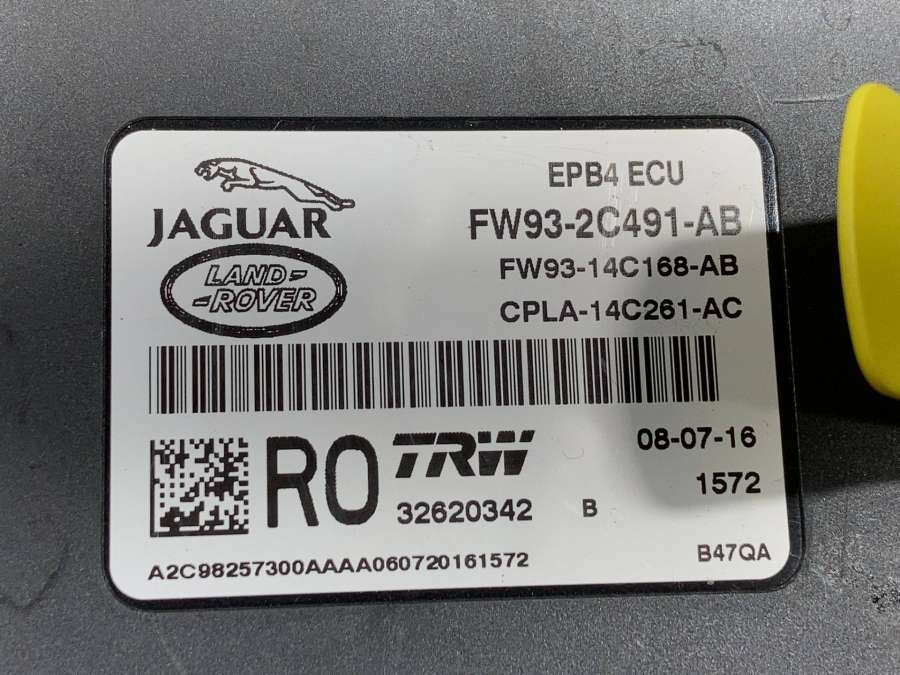 JAGUAR
LAND-
-ROVER
EPB4 ECU
FW93-2C491-AB
FW93-14C168-AB
CPLA-14C261-AC
RO
TRW
32620342 B
08-07-16
1572
A2C98257300AAAA060720161572
B47QA